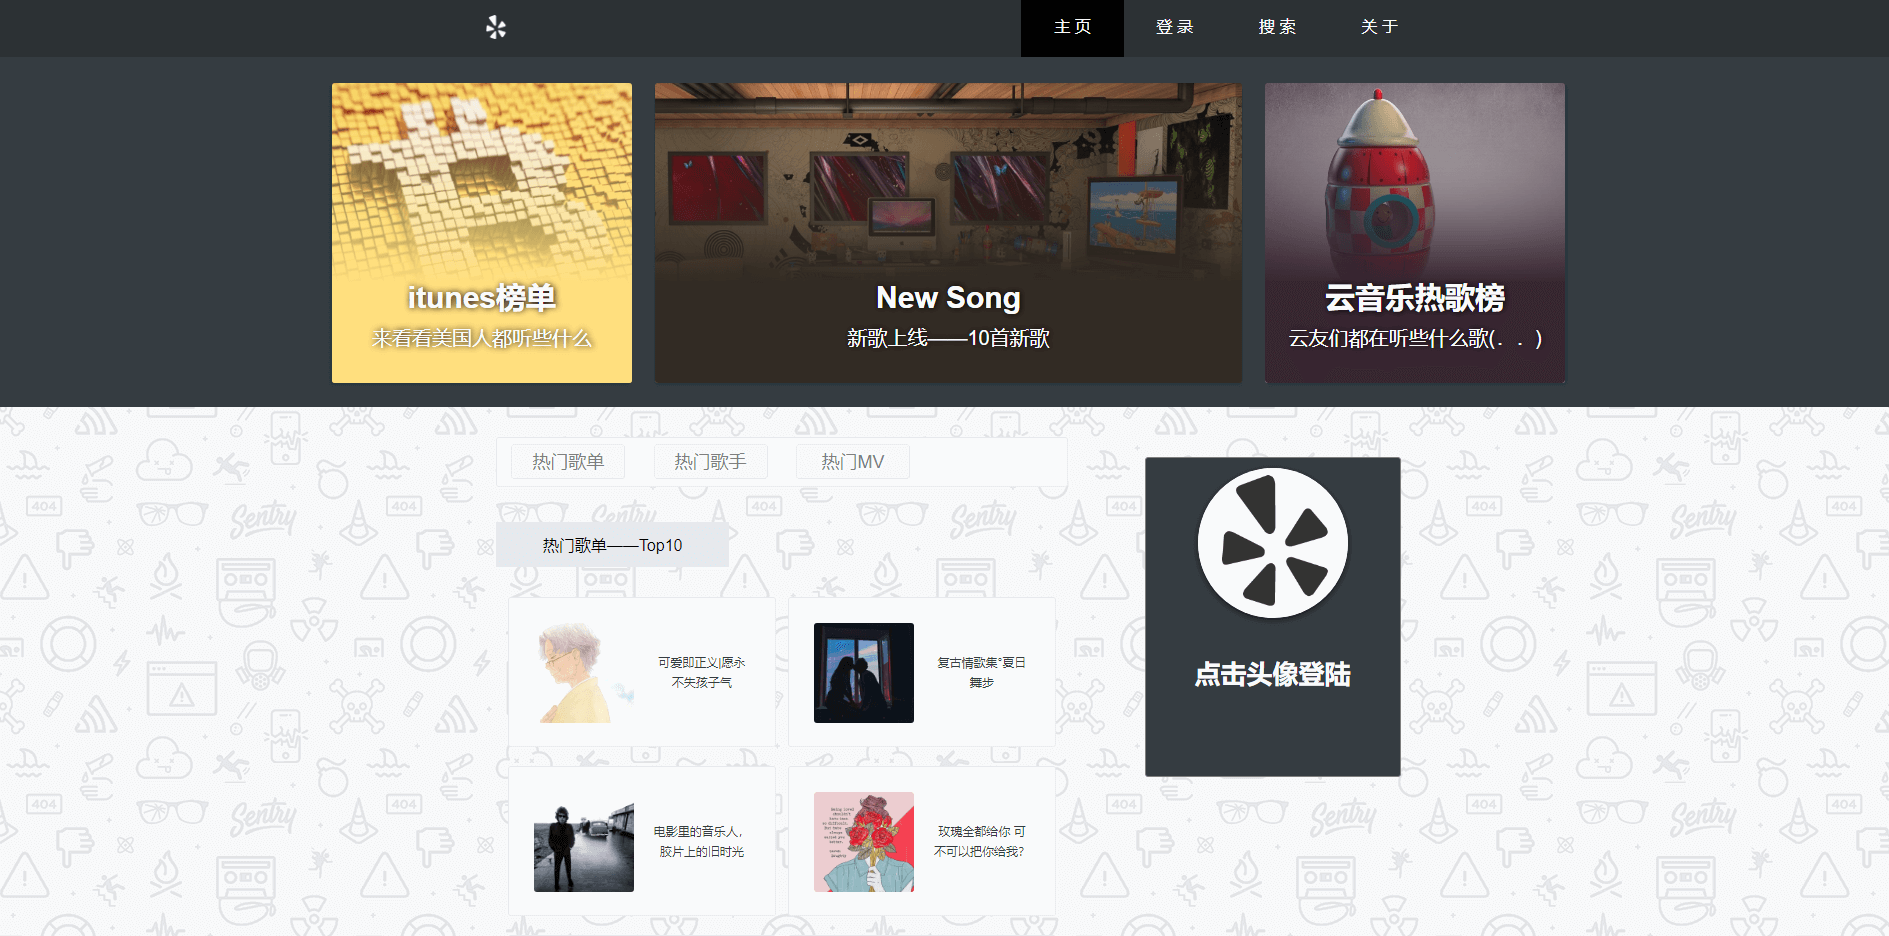 主页
登录
搜索
关于
itunes榜单
来看看美国人都听些什么
New Song
新歌上线——10首新歌
云音乐热歌榜
云友们都在听些什么歌(．．)
热门歌单
热门歌手
热门MV
热门歌单——Top10
可爱即正义|愿永
不失孩子气
复古情歌集°夏日
舞步
点击头像登陆
电影里的音乐人，
胶片上的旧时光
玫瑰全都给你 可
不可以把你给我?
404
Sentry